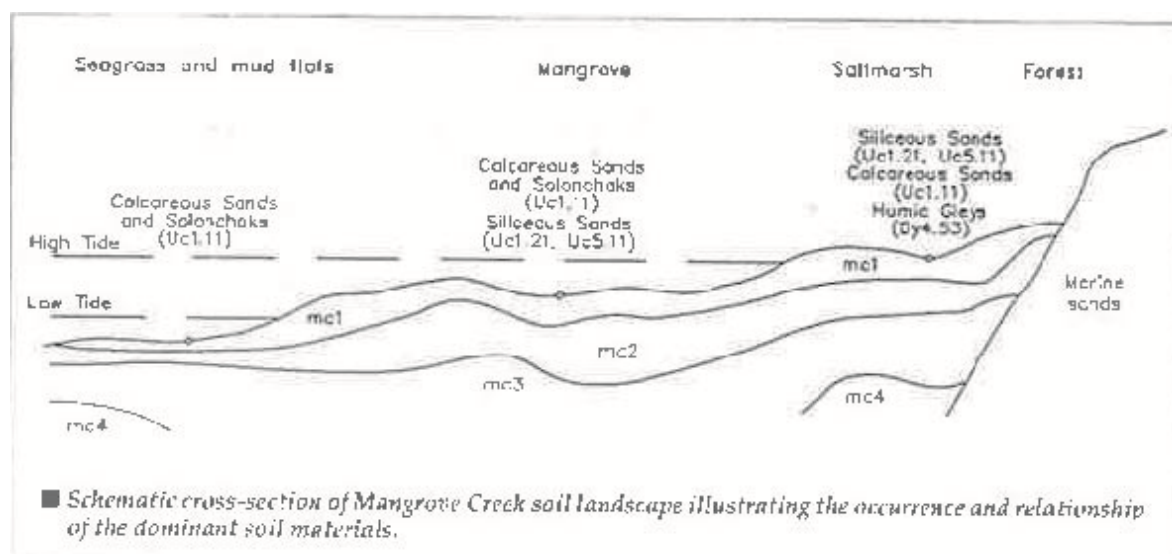 Seagrass and mud flats
Mangrove
Saltmarsh
Forest
Siliceous Sands
(Uc1.21, Uc5.11)
Calcareous Sands
(Uc1.11)
Humic Gleys
(Dy4.53)
Calcareous Sands
and Solonchaks
(Uc1.11)
Siliceous Sands
(Uc1.21, Uc5.11)
Calcareous Sands
and Solonchaks
(Uc1.11)
High Tide
Low Tide
mc1
mc1
Marine
sands
mc2
mc3
mc4
mc4
Schematic cross-section of Mangrove Creek soil landscape illustrating the occurrence and relationship
of the dominant soil materials.